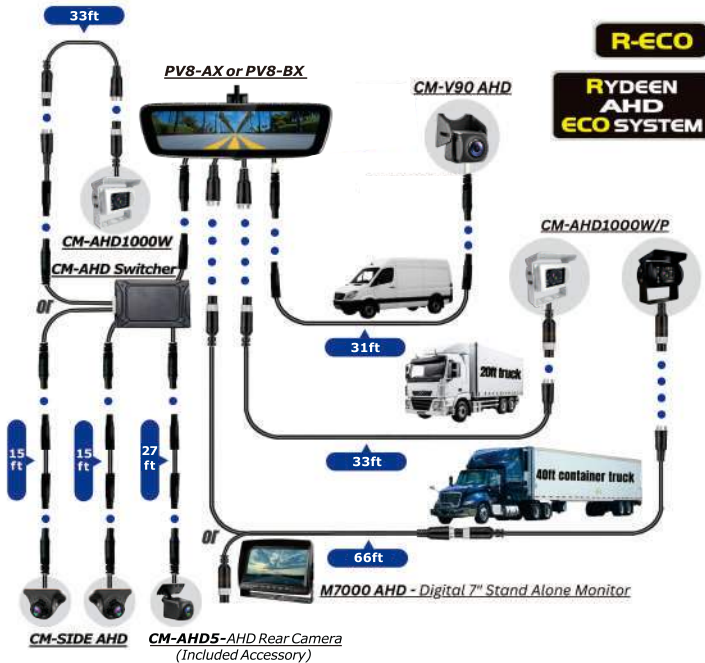 33ft
R-ECO
RYDEEN
AHD
ECO SYSTEM
PV8-AX or PV8-BX
CM-V90 AHD
CM-AHD1000W
CM-AHD1000W/P
CM-AHD Switcher
or
31ft
20ft truck
33ft
15
ft
15
ft
27
ft
40ft container truck
or
66ft
M7000 AHD - Digital 7" Stand Alone Monitor
CM-SIDE AHD
CM-AHD5-AHD Rear Camera
(Included Accessory)